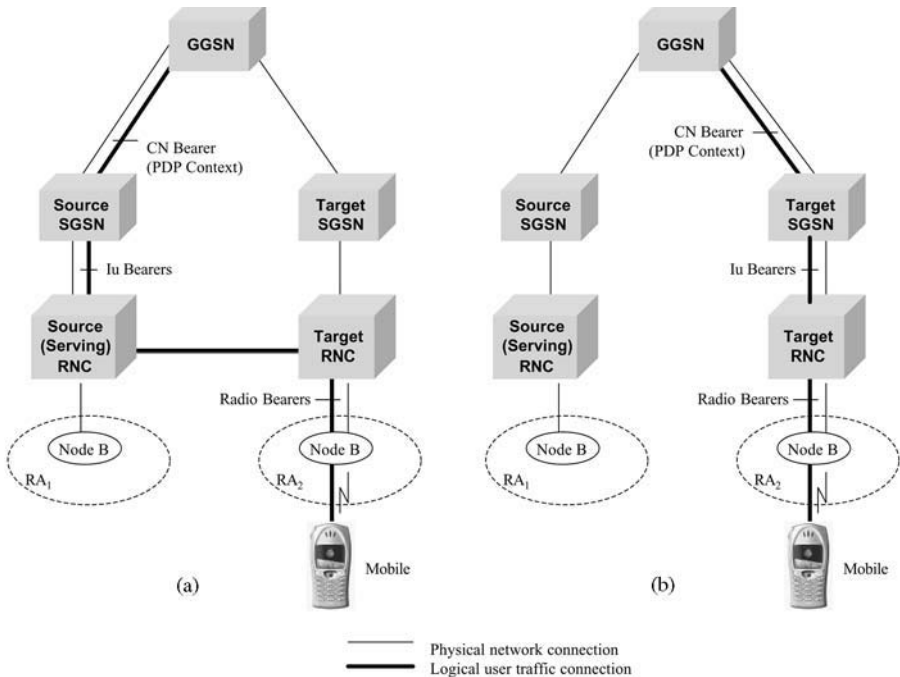 GGSN
CN Bearer
(PDP Context)
Source
SGSN
Target
SGSN
Iu Bearers
Source
(Serving)
RNC
Target
RNC
Radio Bearers
Node B
RA1
Node B
RA2
Mobile
(a)
GGSN
CN Bearer
(PDP Context)
Source
SGSN
Target
SGSN
Iu Bearers
Source
(Serving)
RNC
Target
RNC
Radio Bearers
Node B
RA1
Node B
RA2
Mobile
(b)
Physical network connection
Logical user traffic connection